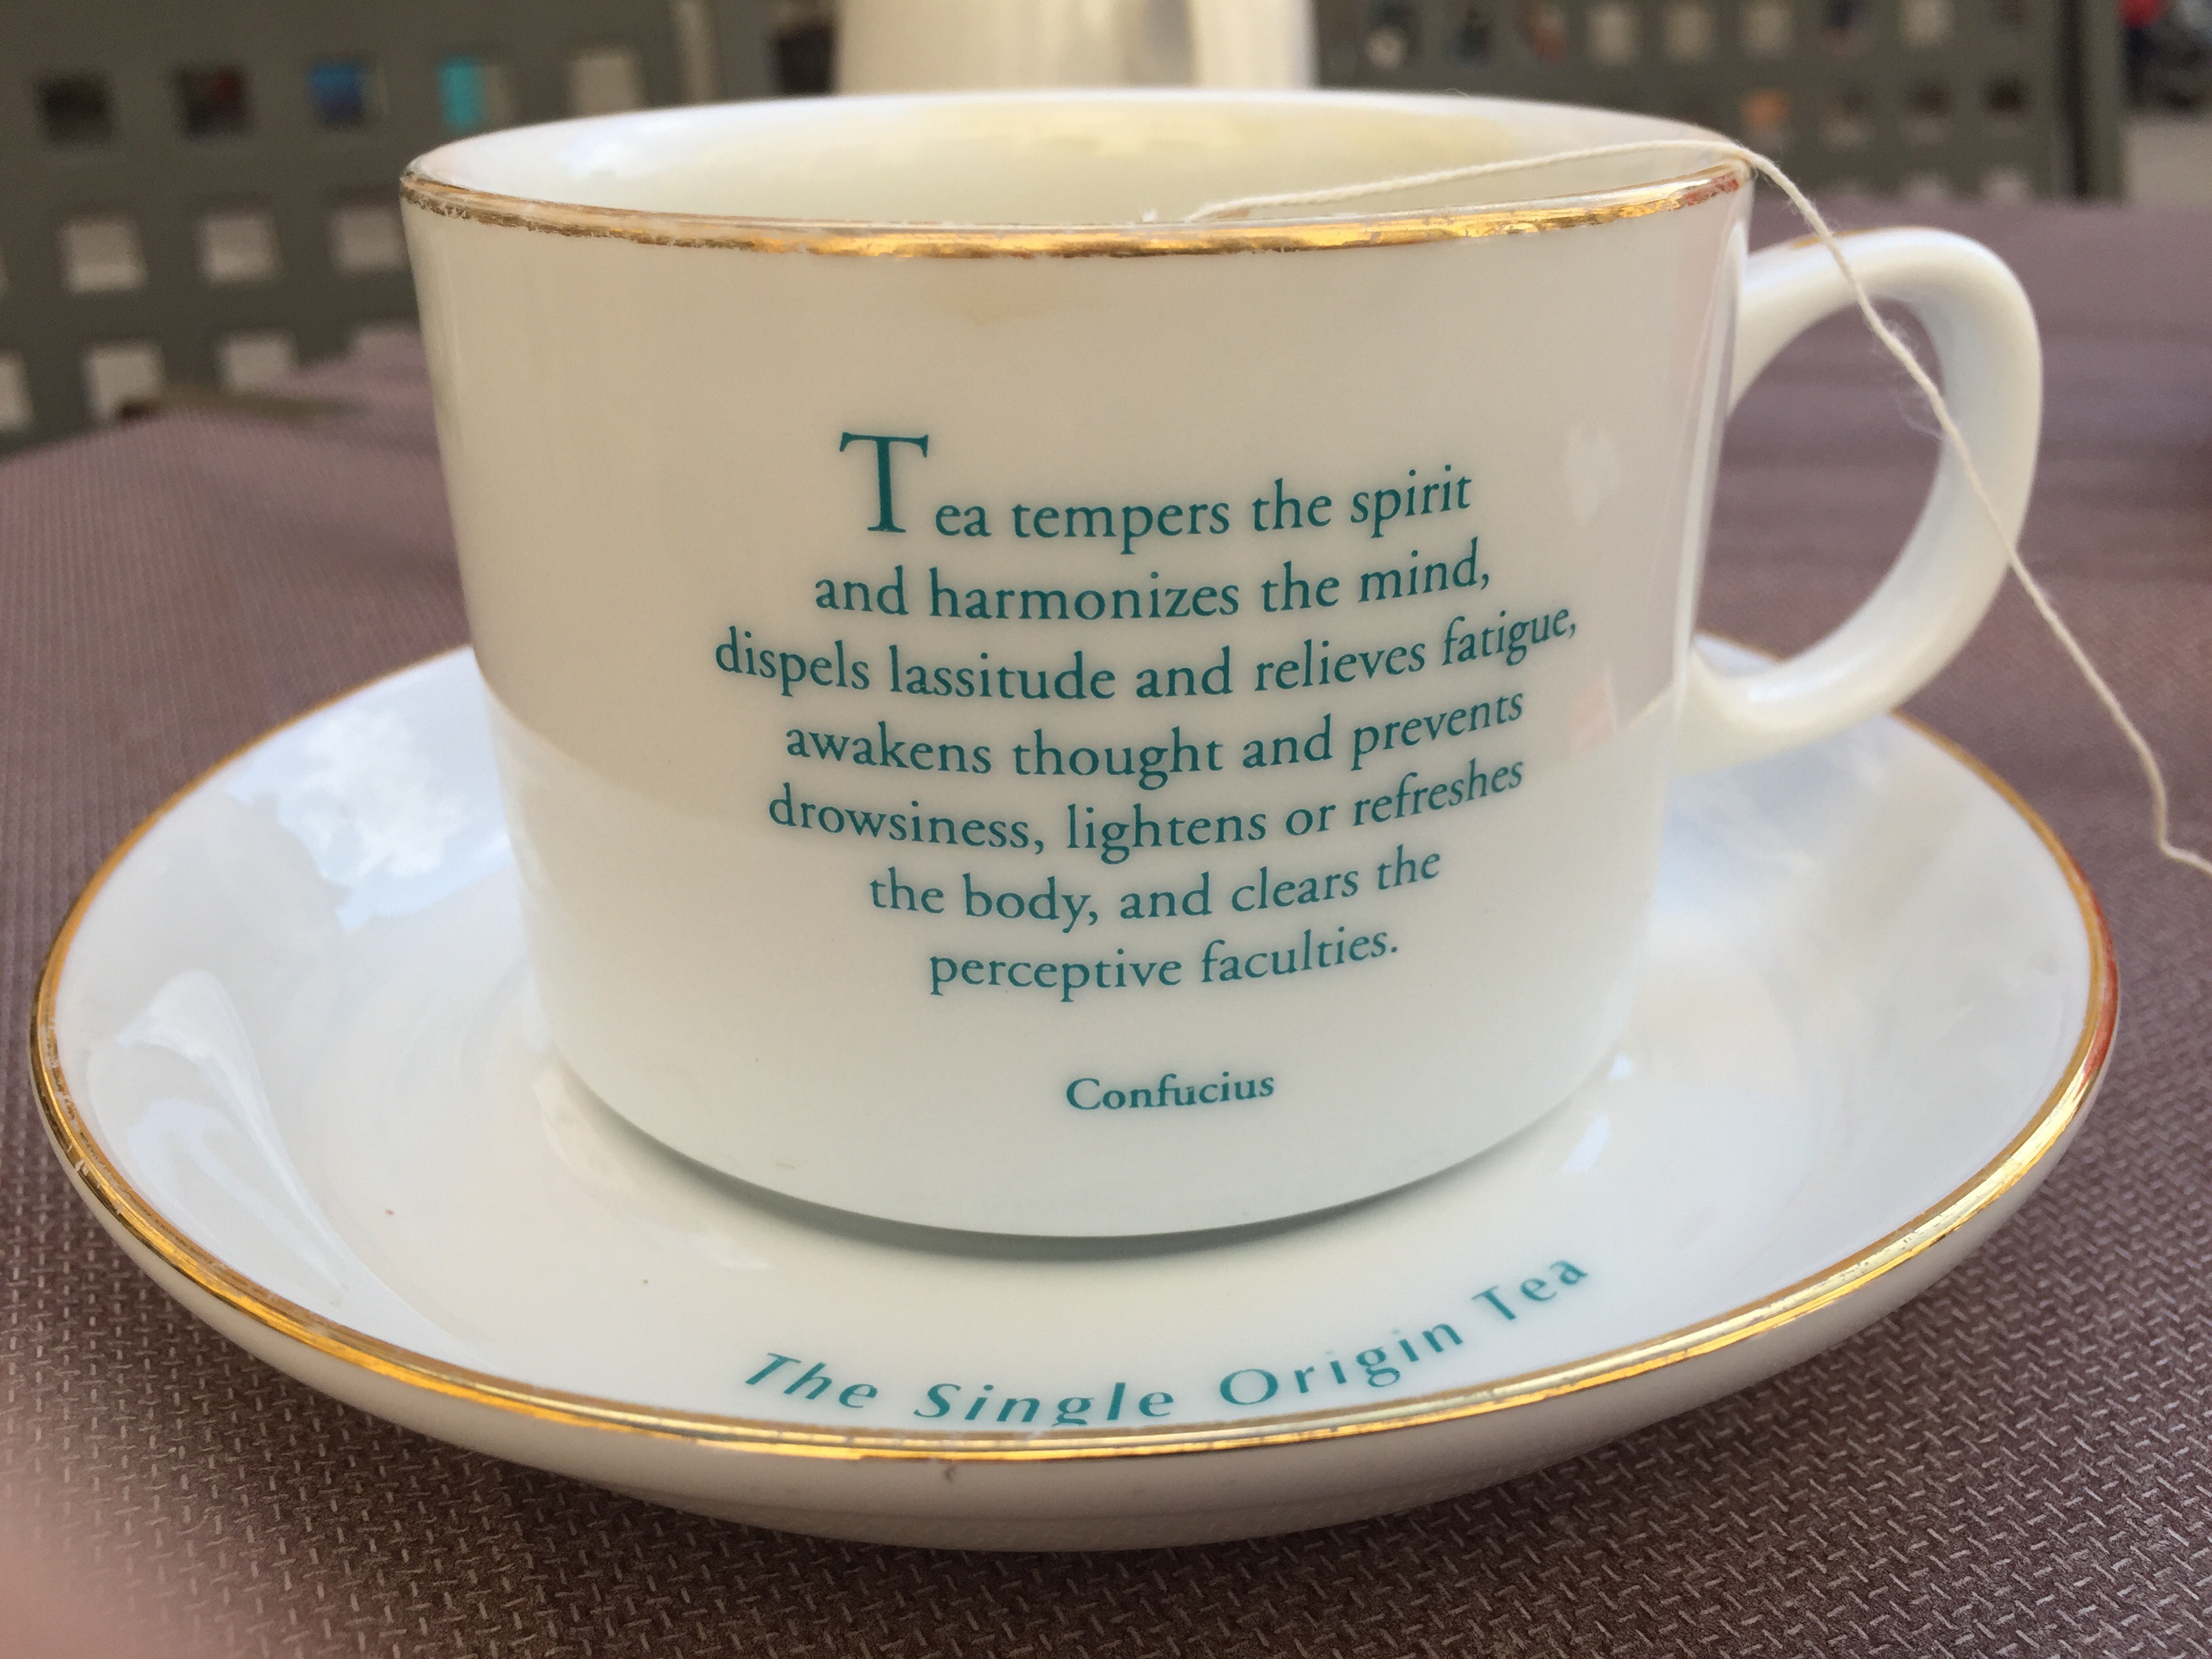 Tea tempers the spirit
and harmonizes the mind,
dispels lassitude and relieves fatigue,
awakens thought and prevents
drowsiness, lightens or refreshes
the body, and clears the
perceptive faculties.
Confucius
The Single Origin Tea